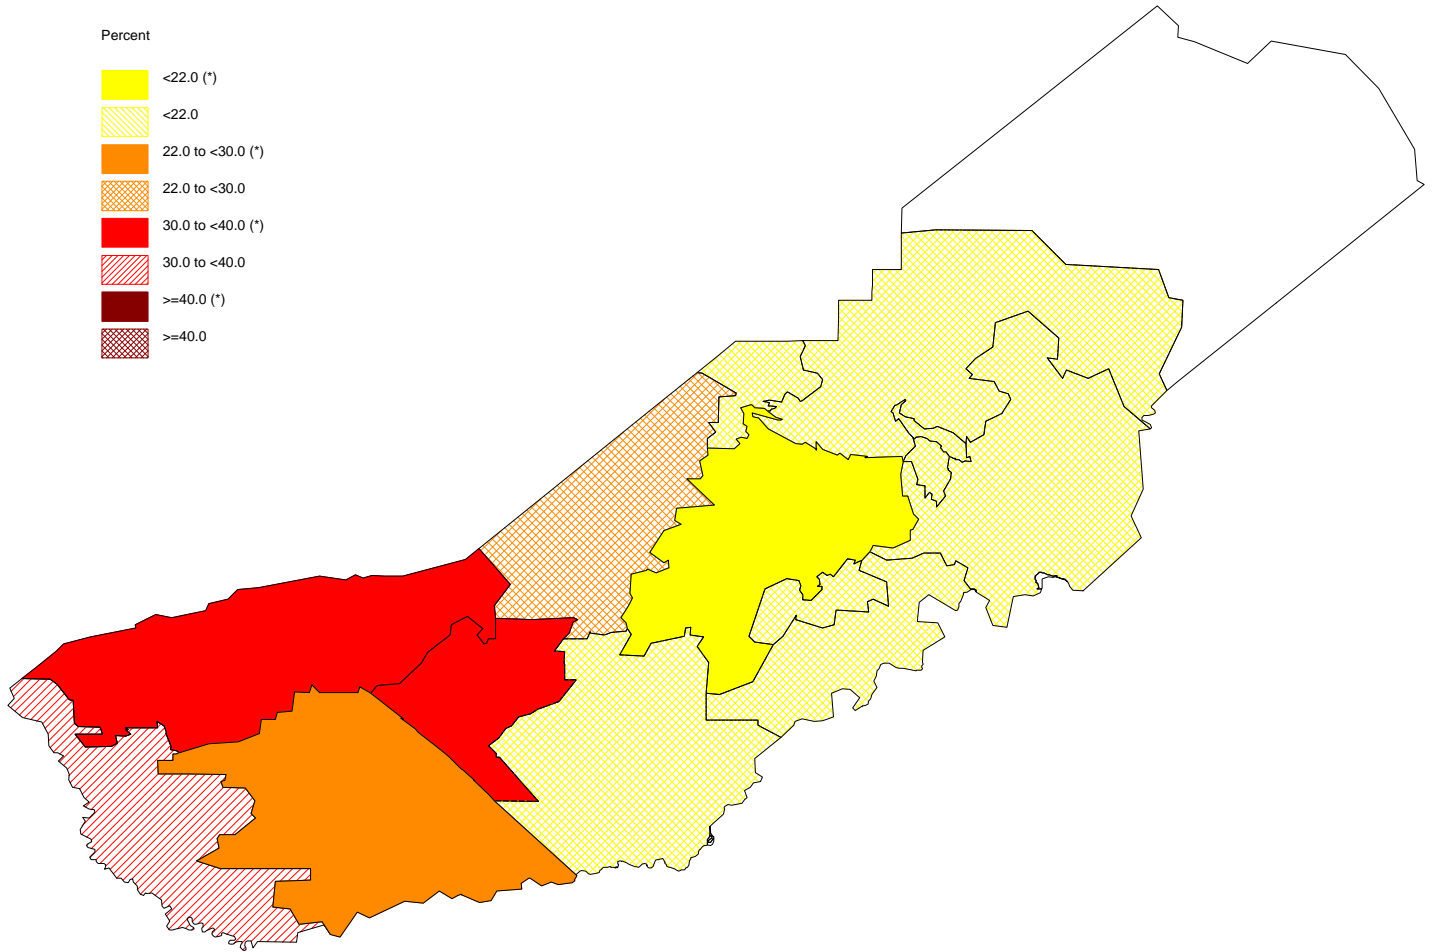 Percent
<22.0 (*)
<22.0
22.0 to <30.0 (*)
22.0 to <30.0
30.0 to <40.0 (*)
30.0 to <40.0
>=40.0 (*)
>=40.0